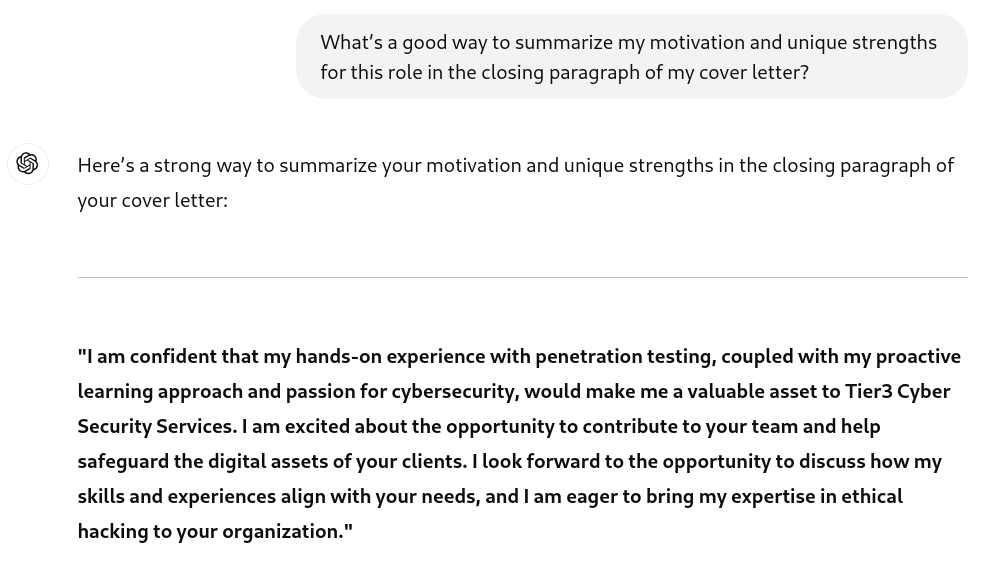 What’s a good way to summarize my motivation and unique strengths
for this role in the closing paragraph of my cover letter?
Here’s a strong way to summarize your motivation and unique strengths in the closing paragraph of
your cover letter:
"I am confident that my hands-on experience with penetration testing, coupled with my proactive
learning approach and passion for cybersecurity, would make me a valuable asset to Tier3 Cyber
Security Services. I am excited about the opportunity to contribute to your team and help
safeguard the digital assets of your clients. I look forward to the opportunity to discuss how my
skills and experiences align with your needs, and I am eager to bring my expertise in ethical
hacking to your organization."